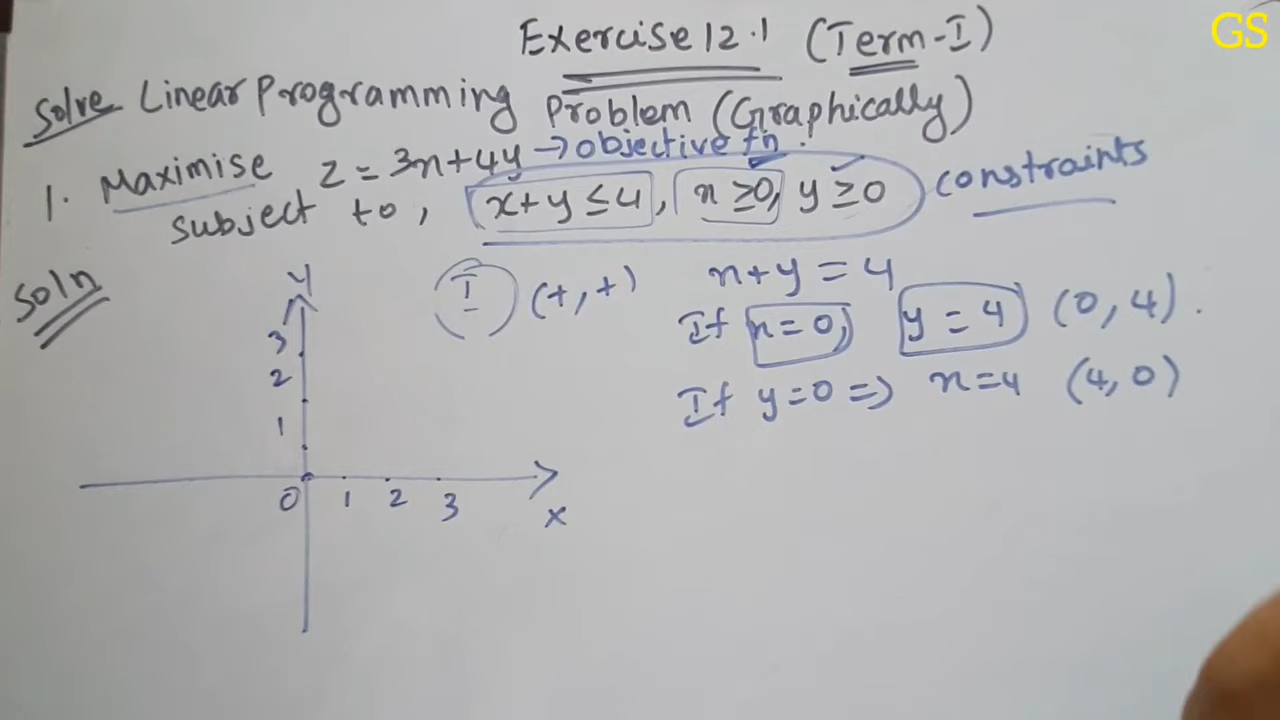 GS
Exercise 12.1 (Term-I)
Solve Linear Programming Problem (Graphically)
1. Maximise Z = 3x+4y → objective fn.
subject to, x+y ≤ 4, x ≥ 0, y ≥ 0 constraints
Soln
Y
I (+,+)
x+y = 4
If x=0, y = 4 (0, 4).
If y=0 => x=4 (4, 0)
3
2
1
0 1 2 3
X